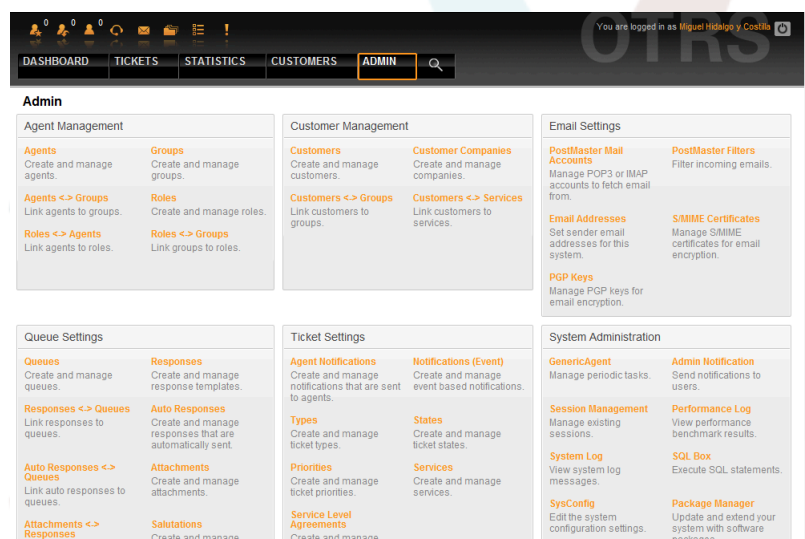 0 0 0
You are logged in as Miguel Hidalgo y Costilla
OTRS
DASHBOARD TICKETS STATISTICS CUSTOMERS ADMIN
Admin
Agent Management
Agents
Create and manage
agents.
Groups
Create and manage
groups.
Agents <-> Groups
Link agents to groups.
Roles
Create and manage roles.
Roles <-> Agents
Link agents to roles.
Roles <-> Groups
Link groups to roles.
Customer Management
Customers
Create and manage
customers.
Customer Companies
Create and manage
companies.
Customers <-> Groups
Link customers to
groups.
Customers <-> Services
Link customers to
services.
Email Settings
PostMaster Mail
Accounts
Manage POP3 or IMAP
accounts to fetch email
from.
PostMaster Filters
Filter incoming emails.
Email Addresses
Set sender email
addresses for this
system.
S/MIME Certificates
Manage S/MIME
certificates for email
encryption.
PGP Keys
Manage PGP keys for
email encryption.
Queue Settings
Queues
Create and manage
queues.
Responses
Create and manage
response templates.
Responses <-> Queues
Link responses to
queues.
Auto Responses
Create and manage
responses that are
automatically sent.
Auto Responses <->
Queues
Link auto responses to
queues.
Attachments
Create and manage
attachments.
Attachments <->
Responses
Salutations
Create and manage
Ticket Settings
Agent Notifications
Create and manage
notifications that are sent
to agents.
Notifications (Event)
Create and manage
event based notifications.
Types
Create and manage
ticket types.
States
Create and manage
ticket states.
Priorities
Create and manage
ticket priorities.
Services
Create and manage
services.
Service Level
Agreements
Create and manage
System Administration
GenericAgent
Manage periodic tasks.
Admin Notification
Send notifications to
users.
Session Management
Manage existing
sessions.
Performance Log
View performance
benchmark results.
System Log
View system log
messages.
SQL Box
Execute SQL statements.
SysConfig
Edit the system
configuration settings.
Package Manager
Update and extend your
system with software
packages.